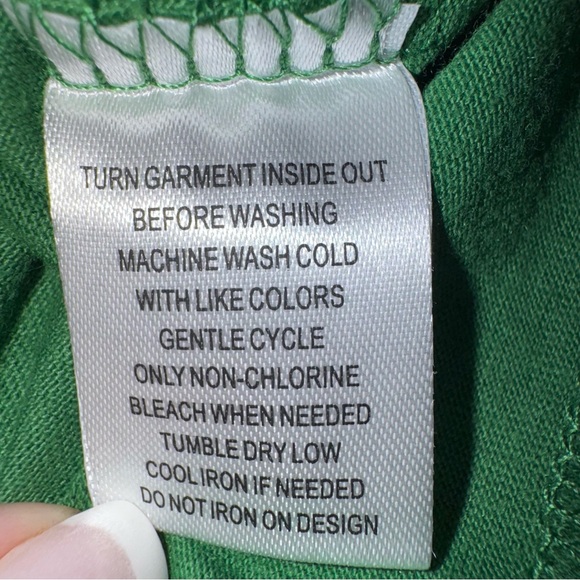 TURN GARMENT INSIDE OUT
BEFORE WASHING
MACHINE WASH COLD
WITH LIKE COLORS
GENTLE CYCLE
ONLY NON-CHLORINE
BLEACH WHEN NEEDED
TUMBLE DRY LOW
COOL IRON IF NEEDED
DO NOT IRON ON DESIGN